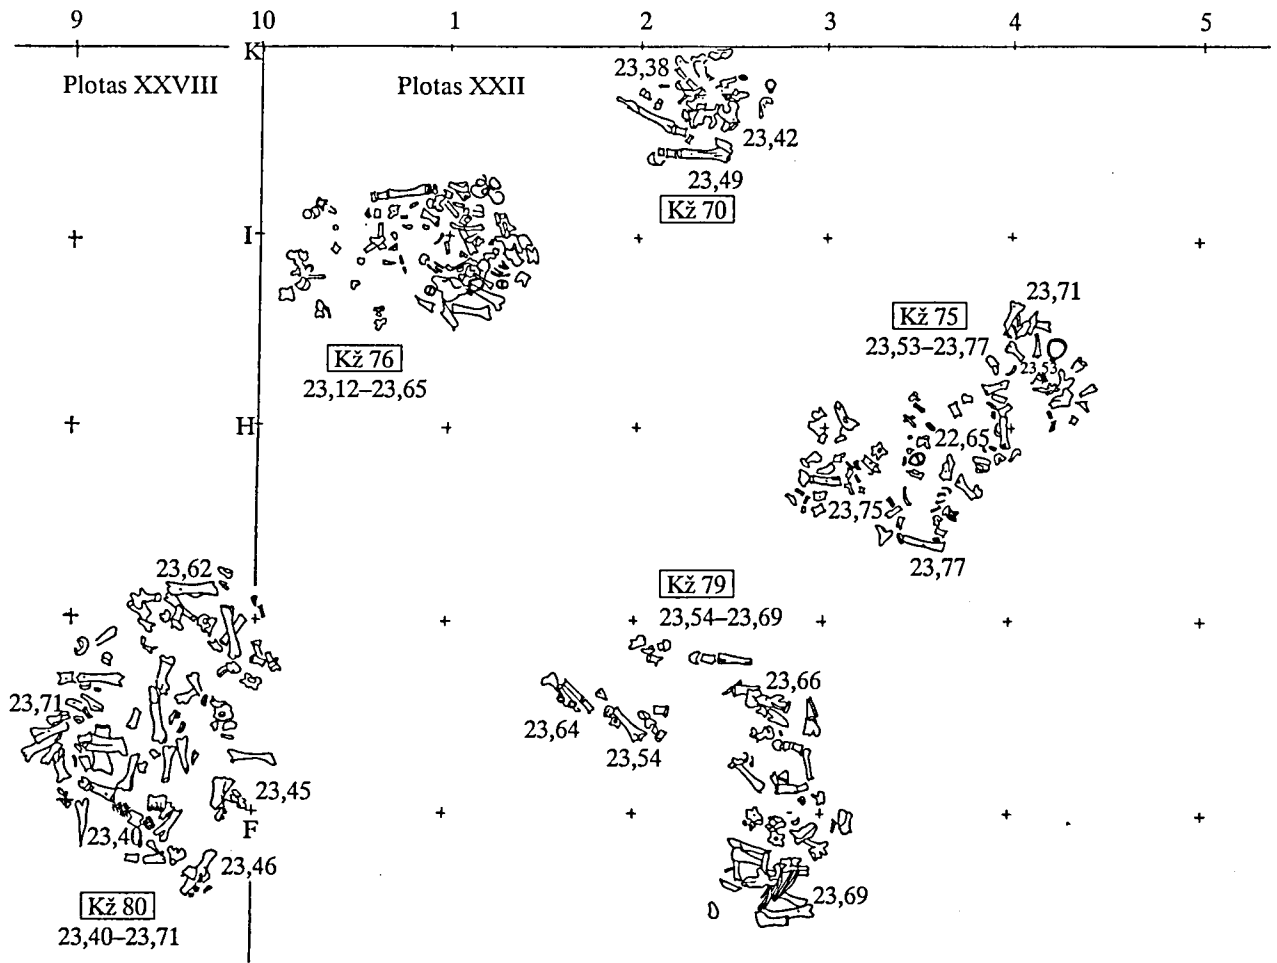 9 10 1 2 3 4 5
K
Plotas XXVIII
Plotas XXII
23,38
23,42
23,49
Kž 70
I
Kž 76
23,12–23,65
23,71
Kž 75
23,53–23,77
23,53
H
22,65
23,75
23,77
23,62
Kž 79
23,54–23,69
23,71
23,66
23,64
23,54
23,45
F
23,40
23,46
23,69
Kž 80
23,40–23,71